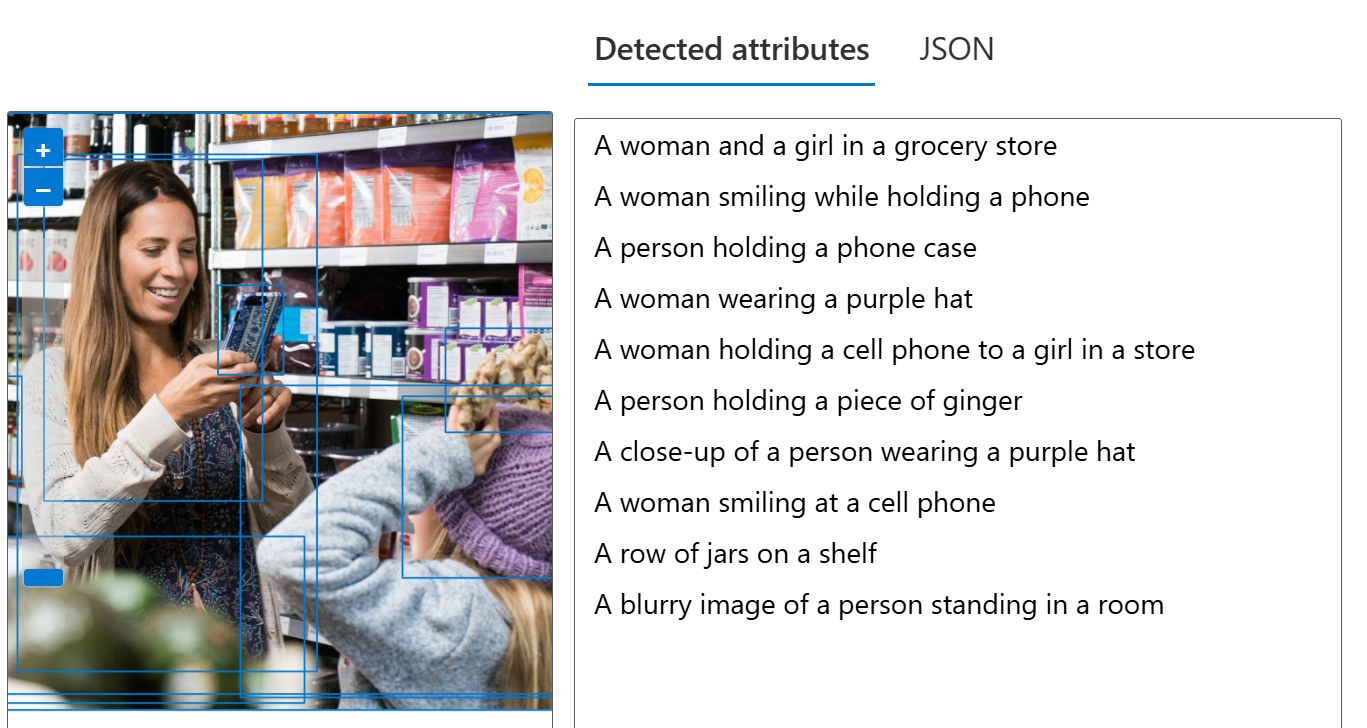 Detected attributes
JSON
+
–
A woman and a girl in a grocery store
A woman smiling while holding a phone
A person holding a phone case
A woman wearing a purple hat
A woman holding a cell phone to a girl in a store
A person holding a piece of ginger
A close-up of a person wearing a purple hat
A woman smiling at a cell phone
A row of jars on a shelf
A blurry image of a person standing in a room